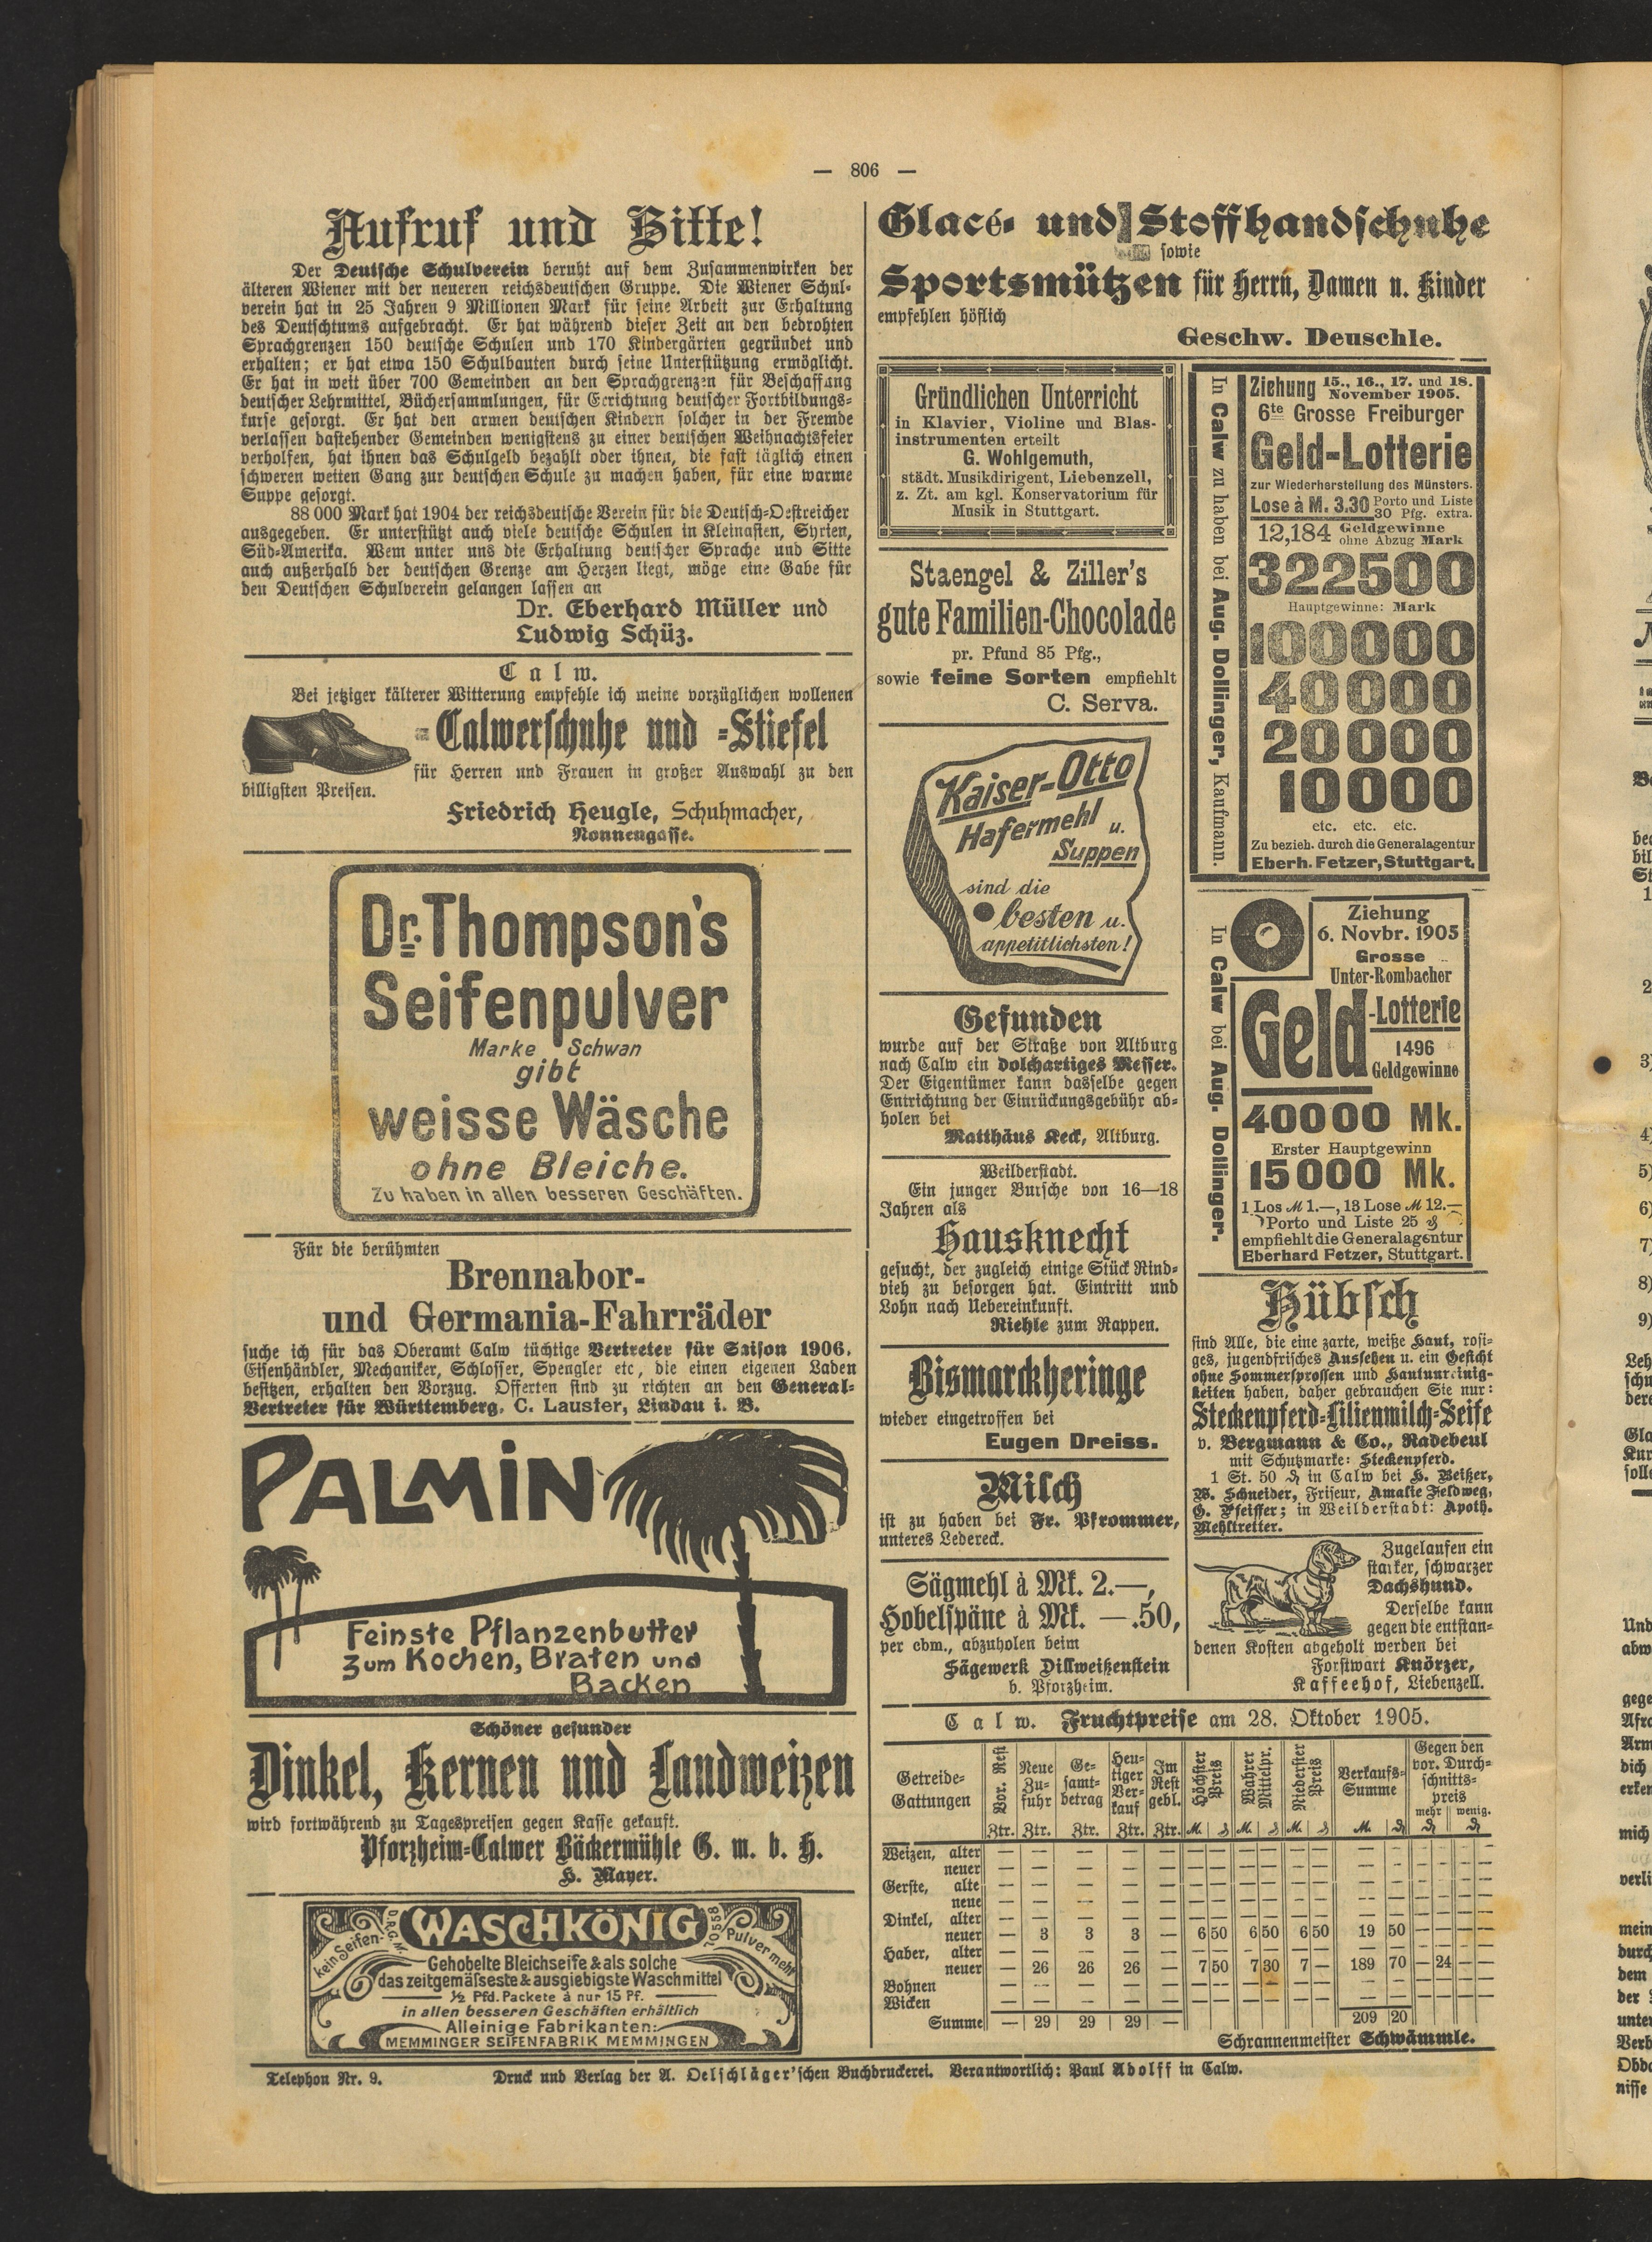 — 806 —
Aufruf und Bitte!
Der Deutsche Schulverein beruht auf dem Zusammenwirken der
älteren Wiener mit der neueren reichsdeutschen Gruppe. Die Wiener Schul-
verein hat in 25 Jahren 9 Millionen Mark für seine Arbeit zur Erhaltung
des Deutschtums aufgebracht. Er hat während dieser Zeit an den bedrohten
Sprachgrenzen 150 deutsche Schulen und 170 Kindergärten gegründet und
erhalten; er hat etwa 150 Schulbauten durch seine Unterstützung ermöglicht.
Er hat in weit über 700 Gemeinden an den Sprachgrenzen für Beschaffung
deutscher Lehrmittel, Büchersammlungen, für Errichtung deutscher Fortbildungs-
kurse gesorgt. Er hat den armen deutschen Kindern solcher in der Fremde
verlassen dastehender Gemeinden wenigstens zu einer deutschen Weihnachtsfeier
verholfen, hat ihnen das Schulgeld bezahlt oder ihnen, die fast täglich einen
schweren weiten Gang zur deutschen Schule zu machen haben, für eine warme
Suppe gesorgt.
88 000 Mark hat 1904 der reichsdeutsche Verein für die Deutsch-Oestreicher
ausgegeben. Er unterstützt auch viele deutsche Schulen in Kleinasien, Syrien,
Süd-Amerika. Wem unter uns die Erhaltung deutscher Sprache und Sitte
auch außerhalb der deutschen Grenze am Herzen liegt, möge eine Gabe für
den Deutschen Schulverein gelangen lassen an
Dr. Eberhard Müller und
Ludwig Schüz.
Calw.
Bei jetziger kälterer Witterung empfehle ich meine vorzüglichen wollenen
Calwerschuhe und -Stiefel
für Herren und Frauen in großer Auswahl zu den
billigsten Preisen.
Friedrich Heugle, Schuhmacher,
Nonnengasse.
Dr. Thompson's
Seifenpulver
Marke Schwan
gibt
weisse Wäsche
ohne Bleiche.
Zu haben in allen besseren Geschäften.
Für die berühmten
Brennabor-
und Germania-Fahrräder
suche ich für das Oberamt Calw tüchtige Vertreter für Saison 1906.
Eisenhändler, Mechaniker, Schlosser, Spengler etc, die einen eigenen Laden
besitzen, erhalten den Vorzug. Offerten sind zu richten an den General-
Vertreter für Württemberg, C. Lauster, Lindau i. B.
PALMIN
Feinste Pflanzenbutter
zum Kochen, Braten und
Backen
Schöner gesunder
Dinkel, Kernen und Landweizen
wird fortwährend zu Tagespreisen gegen Kasse gekauft.
Pforzheim-Calwer Bäckermühle G. m. b. H.
H. Mayer.
D.R.G.M. 70558
WASCHKÖNIG
kein Seifen-Pulver mehr
Gehobelte Bleichseife & als solche
das zeitgemäfseste & ausgiebigste Waschmittel
½ Pfd. Packete à nur 15 Pf.
in allen besseren Geschäften erhältlich
Alleinige Fabrikanten:
MEMMINGER SEIFENFABRIK MEMMINGEN
Glacé- und Stoffhandschuhe
sowie
Sportsmützen für Herrn, Damen u. Kinder
empfehlen höflich
Geschw. Deuschle.
Gründlichen Unterricht
in Klavier, Violine und Blas-
instrumenten erteilt
G. Wohlgemuth,
städt. Musikdirigent, Liebenzell,
z. Zt. am kgl. Konservatorium für
Musik in Stuttgart.
Staengel & Ziller's
gute Familien-Chocolade
pr. Pfund 85 Pfg.,
sowie feine Sorten empfiehlt
C. Serva.
Kaiser-Otto
Hafermehl u.
Suppen
sind die
besten u.
appetitlichsten!
Gefunden
wurde auf der Straße von Altburg
nach Calw ein dolchartiges Messer.
Der Eigentümer kann dasselbe gegen
Entrichtung der Einrückungsgebühr ab-
holen bei
Matthäus Keck, Altburg.
Weilderstadt.
Ein junger Bursche von 16—18
Jahren als
Hausknecht
gesucht, der zugleich einige Stück Rind-
vieh zu besorgen hat. Eintritt und
Lohn nach Uebereinkunft.
Riehle zum Rappen.
Bismarckheringe
wieder eingetroffen bei
Eugen Dreiss.
Milch
ist zu haben bei Fr. Pfrommer,
unteres Ledereck.
Sägmehl à Mk. 2.—,
Hobelspäne à Mk. —.50,
per cbm., abzuholen beim
Sägewerk Dillweißenstein
b. Pforzheim.
In Calw zu haben bei Aug. Dollinger, Kaufmann.
Ziehung 15., 16., 17. und 18.
November 1905.
6te Grosse Freiburger
Geld-Lotterie
zur Wiederherstellung des Münsters.
Lose à M. 3.30 Porto und Liste
30 Pfg. extra.
12,184 Geldgewinne
ohne Abzug Mark
322500
Hauptgewinne: Mark
100000
40000
20000
10000
etc. etc. etc.
Zu bezieh. durch die Generalagentur
Eberh. Fetzer, Stuttgart,
In Calw bei Aug. Dollinger.
Ziehung
6. Novbr. 1905
Grosse
Unter-Rombacher
Geld-Lotterie
1496
Geldgewinne
40000 Mk.
Erster Hauptgewinn
15000 Mk.
1 Los M 1.—, 13 Lose M 12.—
Porto und Liste 25 ₰
empfiehlt die Generalagentur
Eberhard Fetzer, Stuttgart.
Hübsch
sind Alle, die eine zarte, weiße Haut, rosi-
ges, jugendfrisches Aussehen u. ein Gesicht
ohne Sommersprossen und Hautunreinig-
keiten haben, daher gebrauchen Sie nur:
Steckenpferd-Lilienmilch-Seife
v. Bergmann & Co., Radebeul
mit Schutzmarke: Steckenpferd.
1 St. 50 ₰ in Calw bei H. Beißer,
W. Schneider, Friseur, Amalie Feldweg,
G. Pfeiffer; in Weilderstadt: Apoth.
Mehltretter.
Zugelaufen ein
starker, schwarzer
Dachshund.
Derselbe kann
gegen die entstan-
denen Kosten abgeholt werden bei
Forstwart Knörzer,
Kaffeehof, Liebenzell.
Calw. Fruchtpreise am 28. Oktober 1905.
Getreide-Gattungen | Vor. Rest | Neue Zu-fuhr | Ge-samt-betrag | Heu-tiger Ver-kauf | Im Rest gebl. | Höchster Preis | Wahrer Mittelpr. | Niederster Preis | Verkaufs-Summe | Gegen den vor. Durch-schnitts-preis mehr | wenig.
Ztr. Ztr. Ztr. Ztr. Ztr. M. ₰ M. ₰ M. ₰ M. ₰ ₰ ₰
Weizen, alter — — — — — — — — — — — — — — — — —
neuer — — — — — — — — — — — — — — — — —
Gerste, alte — — — — — — — — — — — — — — — — —
neue — — — — — — — — — — — — — — — — —
Dinkel, alter — — — — — — — — — — — — — — — — —
neuer — 3 3 3 — 6 50 6 50 6 50 19 50 — — — —
Haber, alter — — — — — — — — — — — — — — — — —
neuer — 26 26 26 — 7 50 7 30 7 — 189 70 — 24 — —
Bohnen — — — — — — — — — — — — — — — — —
Wicken — — — — — — — — — — — — — — — — —
Summe — 29 29 29 — 209 20
Schrannenmeister Schwämmle.
Telephon Nr. 9. Druck und Verlag der A. Oelschläger'schen Buchdruckerei. Verantwortlich: Paul Adolff in Calw.